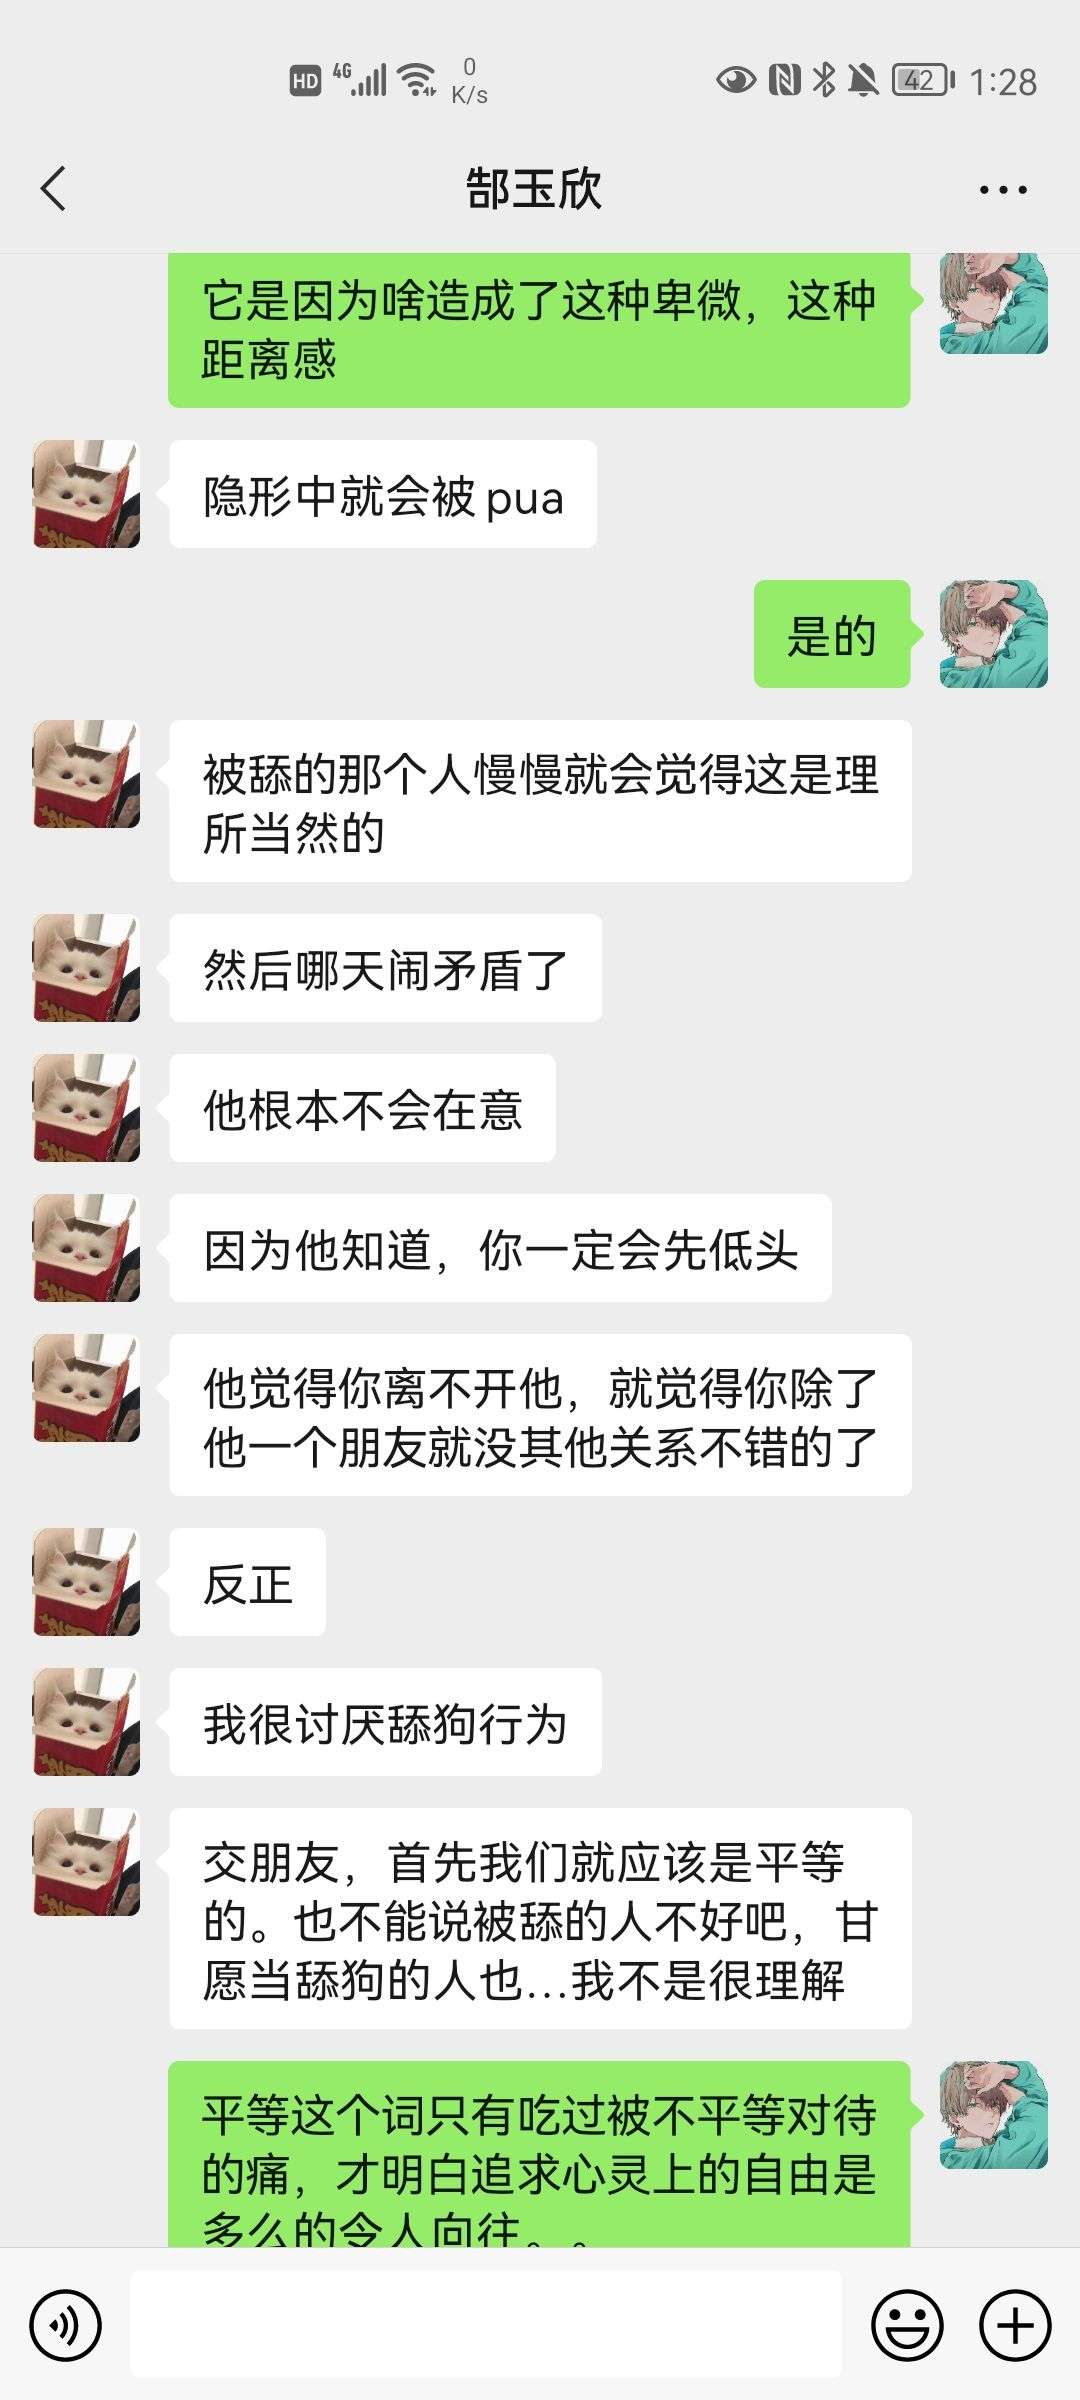 HD 4G 0 K/s 42 1:28
郜玉欣
它是因为啥造成了这种卑微，这种
距离感
隐形中就会被 pua
是的
被舔的那个人慢慢就会觉得这是理
所当然的
然后哪天闹矛盾了
他根本不会在意
因为他知道，你一定会先低头
他觉得你离不开他，就觉得你除了
他一个朋友就没其他关系不错的了
反正
我很讨厌舔狗行为
交朋友，首先我们就应该是平等
的。也不能说被舔的人不好吧，甘
愿当舔狗的人也...我不是很理解
平等这个词只有吃过被不平等对待
的痛，才明白追求心灵上的自由是
多么的令人向往。。